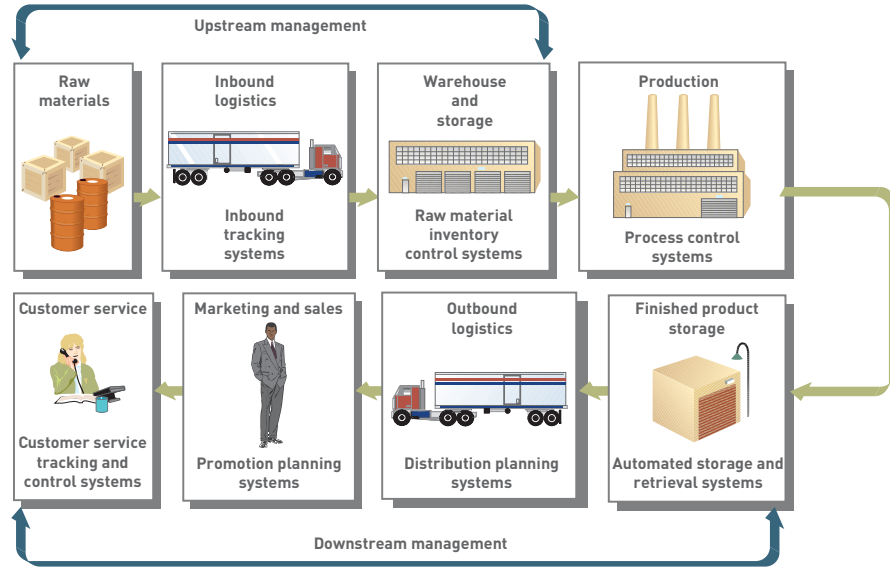 Upstream management
Raw
materials
Inbound
logistics
Inbound
tracking
systems
Warehouse
and
storage
Raw material
inventory
control systems
Production
Process control
systems
Customer service
Customer service
tracking and
control systems
Marketing and sales
Promotion planning
systems
Outbound
logistics
Distribution planning
systems
Finished product
storage
Automated storage and
retrieval systems
Downstream management